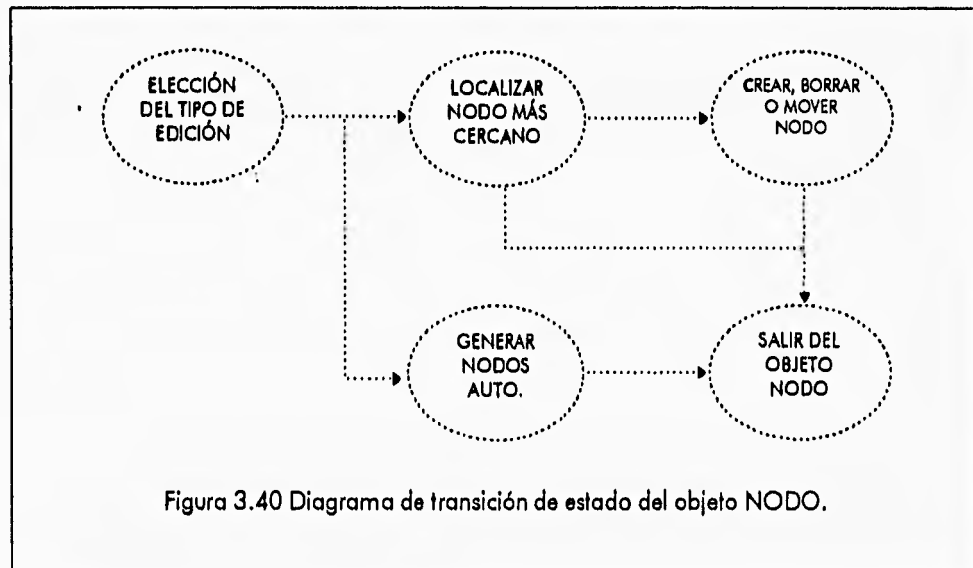 ELECCIÓN
DEL TIPO DE
EDICIÓN
LOCALIZAR
NODO MÁS
CERCANO
CREAR, BORRAR
O MOVER
NODO
GENERAR
NODOS
AUTO.
SALIR DEL
OBJETO
NODO
Figura 3.40 Diagrama de transición de estado del objeto NODO.